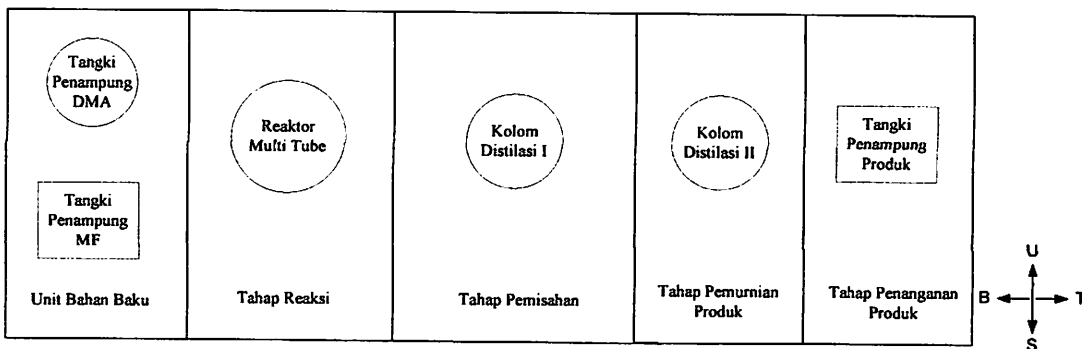 Tangki
Penampung
DMA
Tangki
Penampung
MF
Unit Bahan Baku
Reaktor
Multi Tube
Tahap Reaksi
Kolom
Distilasi I
Tahap Pemisahan
Kolom
Distilasi II
Tahap Pemurnian
Produk
Tangki
Penampung
Produk
Tahap Penanganan
Produk
U
B
T
S